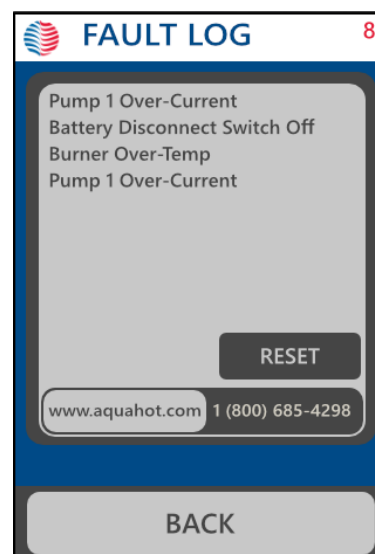 FAULT LOG
8
Pump 1 Over-Current
Battery Disconnect Switch Off
Burner Over-Temp
Pump 1 Over-Current
RESET
www.aquahot.com 1 (800) 685-4298
BACK